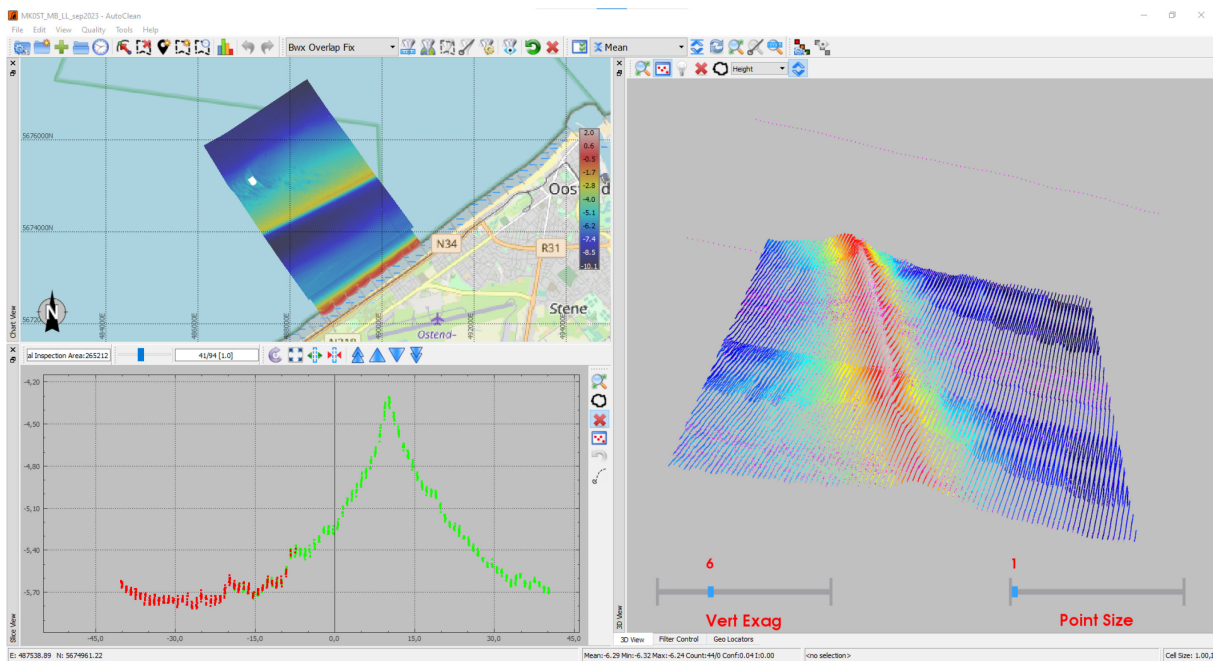 MK0ST_MB_LL_sep2023 - AutoClean
File Edit View Quality Tools Help
Bwx Overlap Fix
Mean
Height
5676000N
5674000N
2.0
0.6
-0.5
-1.7
-2.8
-4.0
-5.1
-6.2
-7.4
-8.5
-10.1
N34
R31
Stene
Ostend-
N
484000E
486000E
492000E
Chart View
al Inspection Area:265212
41/94 [1.0]
-4,20
-4,50
-4,80
-5,10
-5,40
-5,70
-45,0
-30,0
-15,0
0,0
15,0
30,0
45,0
Slice View
6
Vert Exag
1
Point Size
3D View
3D View Filter Control Geo Locators
E: 487538.89 N: 5674961.22
Mean:-6.29 Min:-6.32 Max:-6.24 Count:44/0 Conf:0.04 I:0.00
<no selection>
Cell Size: 1.00,